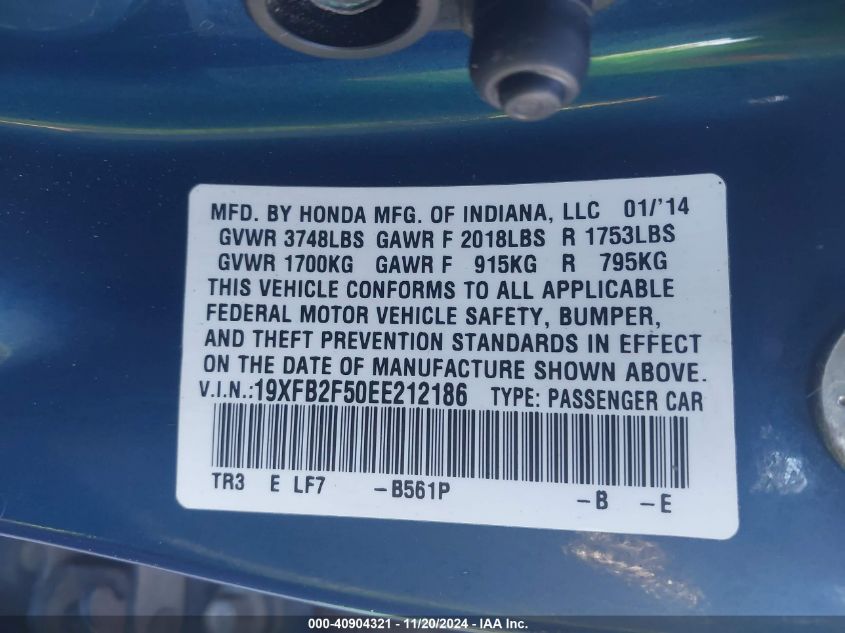 MFD. BY HONDA MFG. OF INDIANA, LLC 01/'14
GVWR 3748LBS GAWR F 2018LBS R 1753LBS
GVWR 1700KG GAWR F 915KG R 795KG
THIS VEHICLE CONFORMS TO ALL APPLICABLE
FEDERAL MOTOR VEHICLE SAFETY, BUMPER,
AND THEFT PREVENTION STANDARDS IN EFFECT
ON THE DATE OF MANUFACTURE SHOWN ABOVE.
V.I.N.:19XFB2F50EE212186 TYPE: PASSENGER CAR
TR3 E LF7 -B561P -B -E
000-40904321 - 11/20/2024 - IAA Inc.